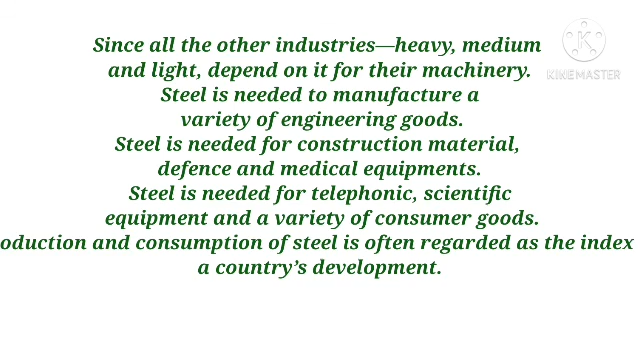 Since all the other industries—heavy, medium
and light, depend on it for their machinery.
Steel is needed to manufacture a
variety of engineering goods.
Steel is needed for construction material,
defence and medical equipments.
Steel is needed for telephonic, scientific
equipment and a variety of consumer goods.
oduction and consumption of steel is often regarded as the index
a country's development.
KINEMASTER